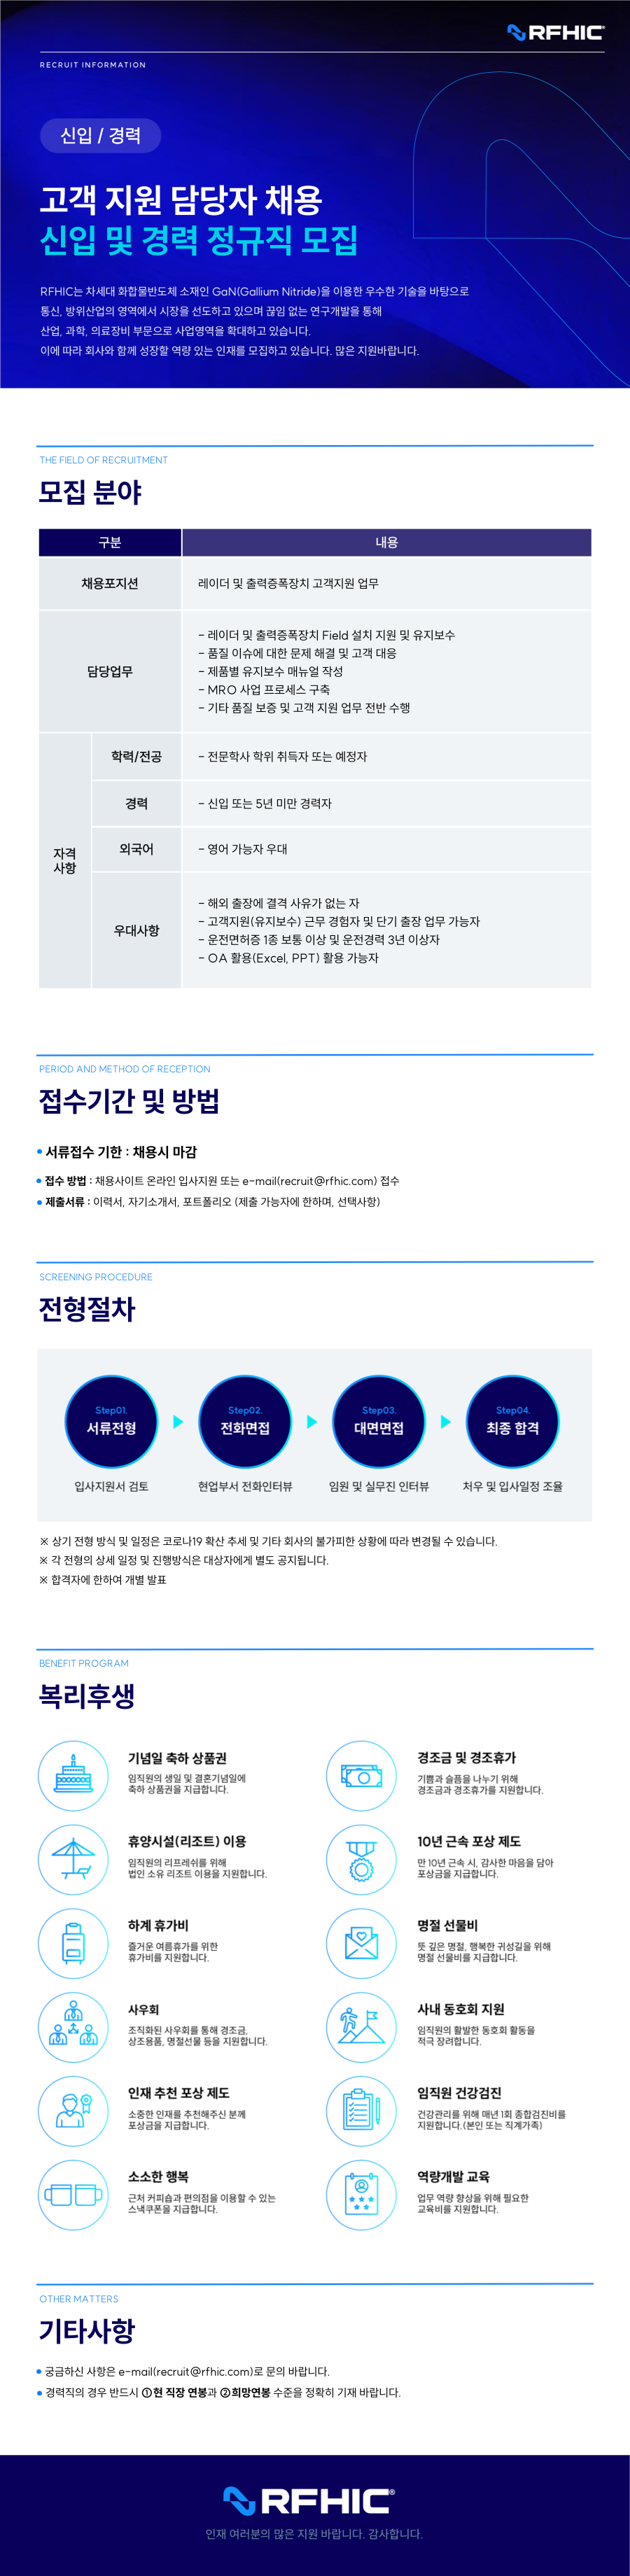 RFHIC®
RECRUIT INFORMATION
신입 / 경력
고객 지원 담당자 채용
신입 및 경력 정규직 모집
RFHIC는 차세대 화합물반도체 소재인 GaN(Gallium Nitride)을 이용한 우수한 기술을 바탕으로
통신, 방위산업의 영역에서 시장을 선도하고 있으며 끊임 없는 연구개발을 통해
산업, 과학, 의료장비 부문으로 사업영역을 확대하고 있습니다.
이에 따라 회사와 함께 성장할 역량 있는 인재를 모집하고 있습니다. 많은 지원바랍니다.
THE FIELD OF RECRUITMENT
모집 분야
구분 내용
채용포지션 레이더 및 출력증폭장치 고객지원 업무
담당업무
- 레이더 및 출력증폭장치 Field 설치 지원 및 유지보수
- 품질 이슈에 대한 문제 해결 및 고객 대응
- 제품별 유지보수 매뉴얼 작성
- MRO 사업 프로세스 구축
- 기타 품질 보증 및 고객 지원 업무 전반 수행
자격
사항
학력/전공 - 전문학사 학위 취득자 또는 예정자
경력 - 신입 또는 5년 미만 경력자
외국어 - 영어 가능자 우대
우대사항
- 해외 출장에 결격 사유가 없는 자
- 고객지원(유지보수) 근무 경험자 및 단기 출장 업무 가능자
- 운전면허증 1종 보통 이상 및 운전경력 3년 이상자
- OA 활용(Excel, PPT) 활용 가능자
PERIOD AND METHOD OF RECEPTION
접수기간 및 방법
• 서류접수 기한 : 채용시 마감
• 접수 방법 : 채용사이트 온라인 입사지원 또는 e-mail(recruit@rfhic.com) 접수
• 제출서류 : 이력서, 자기소개서, 포트폴리오 (제출 가능자에 한하며, 선택사항)
SCREENING PROCEDURE
전형절차
Step01.
서류전형
입사지원서 검토
Step02.
전화면접
현업부서 전화인터뷰
Step03.
대면면접
임원 및 실무진 인터뷰
Step04.
최종 합격
처우 및 입사일정 조율
※ 상기 전형 방식 및 일정은 코로나19 확산 추세 및 기타 회사의 불가피한 상황에 따라 변경될 수 있습니다.
※ 각 전형의 상세 일정 및 진행방식은 대상자에게 별도 공지됩니다.
※ 합격자에 한하여 개별 발표
BENEFIT PROGRAM
복리후생
기념일 축하 상품권
임직원의 생일 및 결혼기념일에
축하 상품권을 지급합니다.
경조금 및 경조휴가
기쁨과 슬픔을 나누기 위해
경조금과 경조휴가를 지원합니다.
휴양시설(리조트) 이용
임직원의 리프레쉬를 위해
법인 소유 리조트 이용을 지원합니다.
10년 근속 포상 제도
만 10년 근속 시, 감사한 마음을 담아
포상금을 지급합니다.
하계 휴가비
즐거운 여름휴가를 위한
휴가비를 지원합니다.
명절 선물비
뜻 깊은 명절, 행복한 귀성길을 위해
명절 선물비를 지급합니다.
사우회
조직화된 사우회를 통해 경조금,
상조용품, 명절선물 등을 지원합니다.
사내 동호회 지원
임직원의 활발한 동호회 활동을
적극 장려합니다.
인재 추천 포상 제도
소중한 인재를 추천해주신 분께
포상금을 지급합니다.
임직원 건강검진
건강관리를 위해 매년 1회 종합검진비를
지원합니다.(본인 또는 직계가족)
소소한 행복
근처 커피숍과 편의점을 이용할 수 있는
스낵쿠폰을 지급합니다.
역량개발 교육
업무 역량 향상을 위해 필요한
교육비를 지원합니다.
OTHER MATTERS
기타사항
• 궁금하신 사항은 e-mail(recruit@rfhic.com)로 문의 바랍니다.
• 경력직의 경우 반드시 ①현 직장 연봉과 ②희망연봉 수준을 정확히 기재 바랍니다.
RFHIC®
인재 여러분의 많은 지원 바랍니다. 감사합니다.